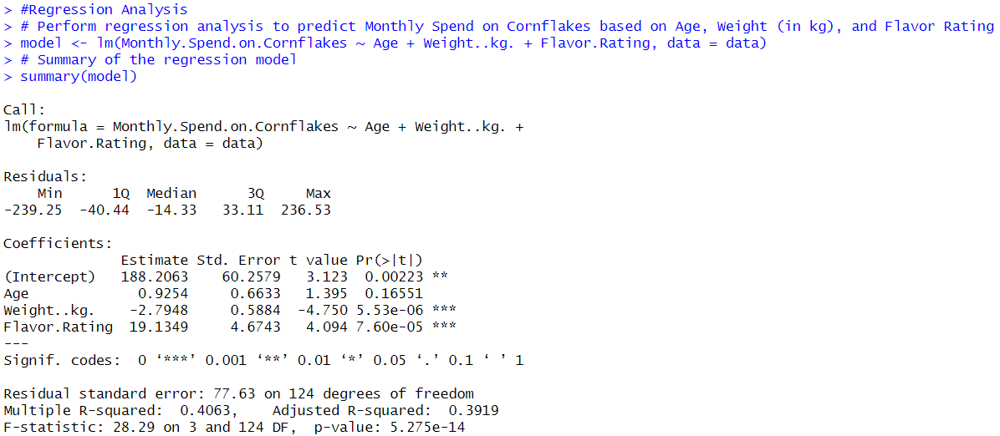 > #Regression Analysis
> # Perform regression analysis to predict Monthly Spend on Cornflakes based on Age, Weight (in kg), and Flavor Rating
> model <- lm(Monthly.Spend.on.Cornflakes ~ Age + Weight..kg. + Flavor.Rating, data = data)
> # Summary of the regression model
> summary(model)

Call:
lm(formula = Monthly.Spend.on.Cornflakes ~ Age + Weight..kg. +
    Flavor.Rating, data = data)

Residuals:
    Min      1Q  Median      3Q     Max
-239.25  -40.44  -14.33   33.11  236.53

Coefficients:
              Estimate Std. Error t value Pr(>|t|)
(Intercept)   188.2063    60.2579   3.123  0.00223 **
Age             0.9254     0.6633   1.395  0.16551
Weight..kg.    -2.7948     0.5884  -4.750 5.53e-06 ***
Flavor.Rating  19.1349     4.6743   4.094 7.60e-05 ***
---
Signif. codes:  0 ‘***’ 0.001 ‘**’ 0.01 ‘*’ 0.05 ‘.’ 0.1 ‘ ’ 1

Residual standard error: 77.63 on 124 degrees of freedom
Multiple R-squared:  0.4063,    Adjusted R-squared:  0.3919
F-statistic: 28.29 on 3 and 124 DF,  p-value: 5.275e-14